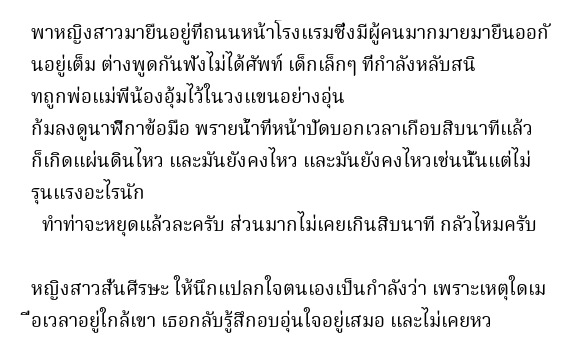 พาหญิงสาวมายืนอยู่ที่ถนนหน้าโรงแรมซึ่งมีผู้คนมากมายมายืนออกั
นอยู่เต็ม ต่างพูดกันฟังไม่ได้ศัพท์ เด็กเล็กๆ ที่กำลังหลับสนิ
ทถูกพ่อแม่พี่น้องอุ้มไว้ในวงแขนอย่างอุ่น
ก้มลงดูนาฬิกาข้อมือ พรายน้ำที่หน้าปัดบอกเวลาเกือบสิบนาทีแล้ว
ก็เกิดแผ่นดินไหว และมันยังคงไหว และมันยังคงไหวเช่นนั้นแต่ไม่
รุนแรงอะไรนัก
ทำท่าจะหยุดแล้วละครับ ส่วนมากไม่เคยเกินสิบนาที กลัวไหมครับ
หญิงสาวสั่นศีรษะ ให้นึกแปลกใจตนเองเป็นกำลังว่า เพราะเหตุใดเม
ื่อเวลาอยู่ใกล้เขา เธอกลับรู้สึกอบอุ่นใจอยู่เสมอ และไม่เคยหว